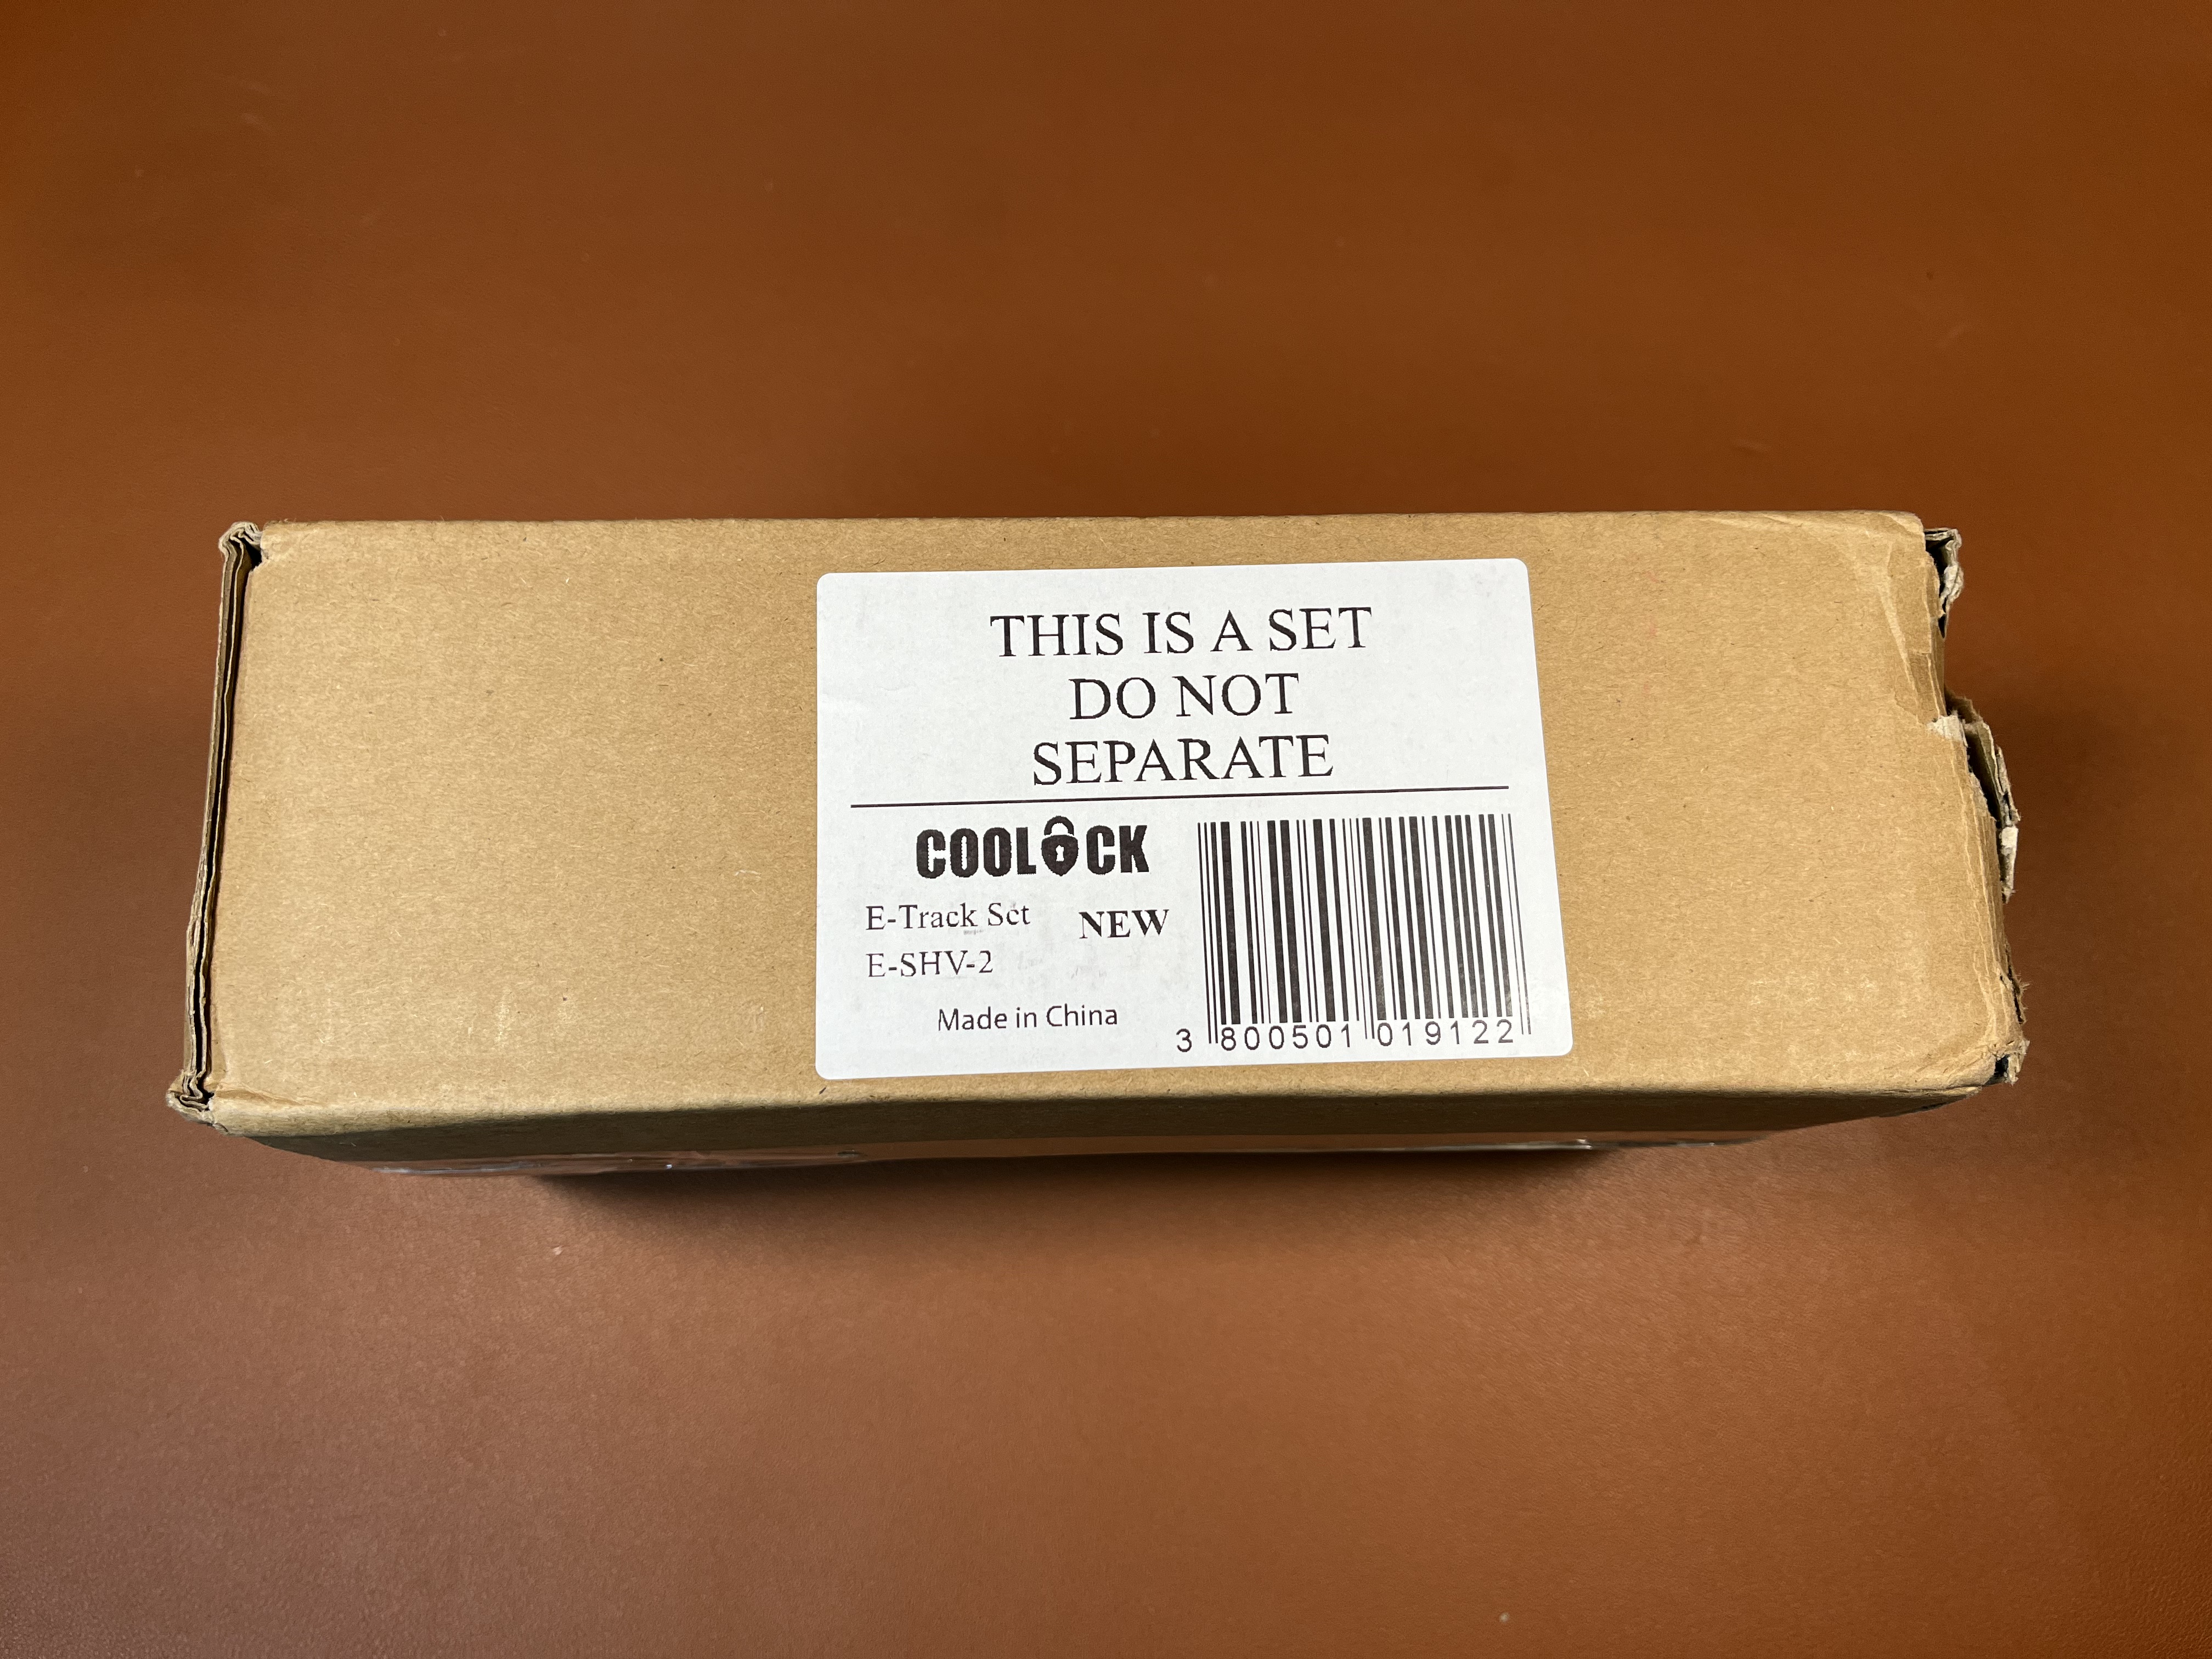 THIS IS A SET
DO NOT
SEPARATE
COOLOCK
E-Track Set NEW
E-SHV-2
Made in China
3 800501 019122